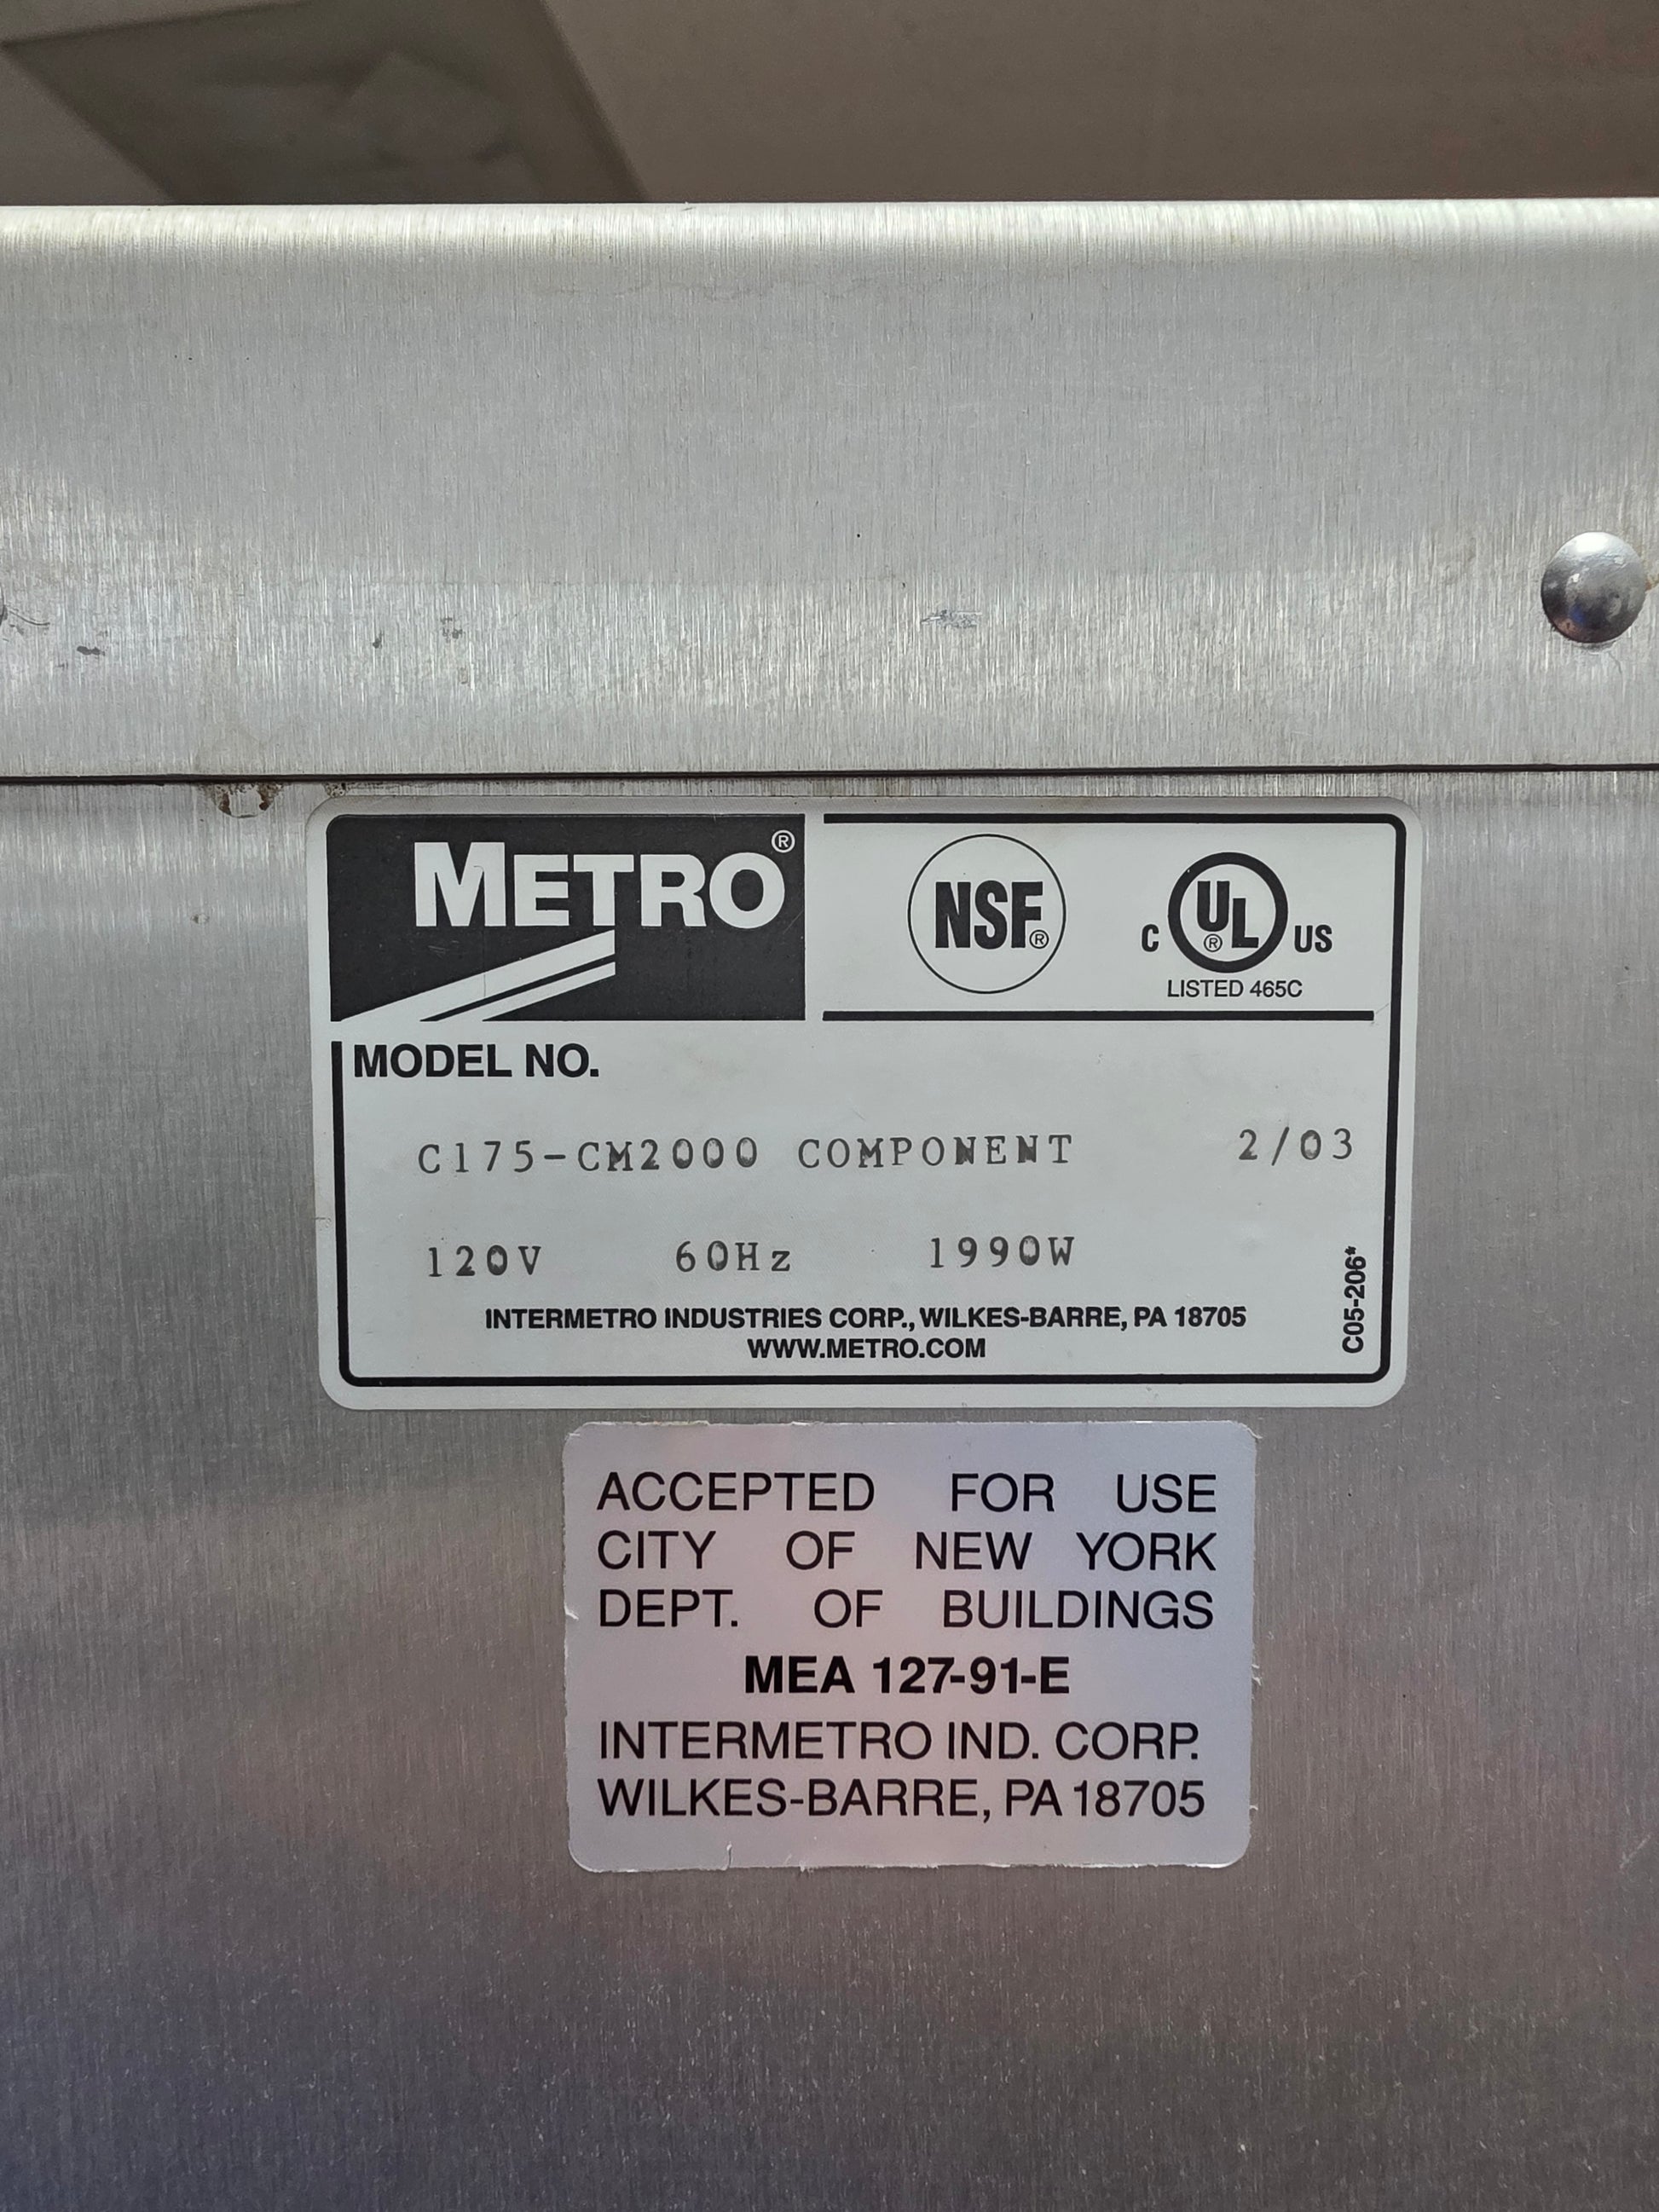 METRO®
NSF®
C UL® US
LISTED 465C
MODEL NO.
C175-CM2000 COMPONENT 2/03
120V 60Hz 1990W
INTERMETRO INDUSTRIES CORP., WILKES-BARRE, PA 18705
WWW.METRO.COM
C05-206*
ACCEPTED FOR USE
CITY OF NEW YORK
DEPT. OF BUILDINGS
MEA 127-91-E
INTERMETRO IND. CORP.
WILKES-BARRE, PA 18705